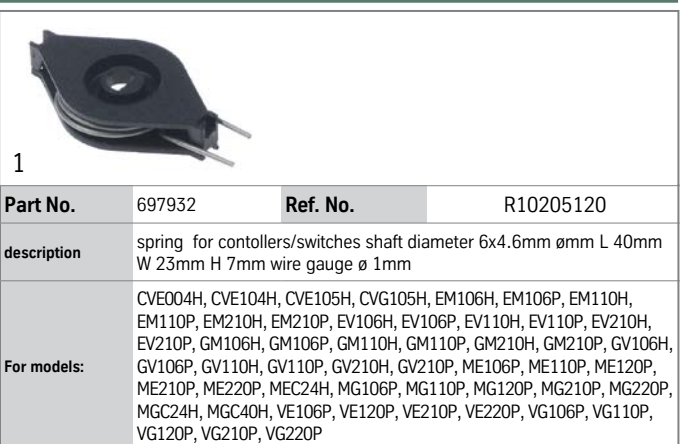 1
Part No. 697932 Ref. No. R10205120
description
spring for contollers/switches shaft diameter 6x4.6mm ømm L 40mm
W 23mm H 7mm wire gauge ø 1mm
For models:
CVE004H, CVE104H, CVE105H, CVG105H, EM106H, EM106P, EM110H,
EM110P, EM210H, EM210P, EV106H, EV106P, EV110H, EV110P, EV210H,
EV210P, GM106H, GM106P, GM110H, GM110P, GM210H, GM210P, GV106H,
GV106P, GV110H, GV110P, GV210H, GV210P, ME106P, ME110P, ME120P,
ME210P, ME220P, MEC24H, MG106P, MG110P, MG120P, MG210P, MG220P,
MGC24H, MGC40H, VE106P, VE120P, VE210P, VE220P, VG106P, VG110P,
VG120P, VG210P, VG220P